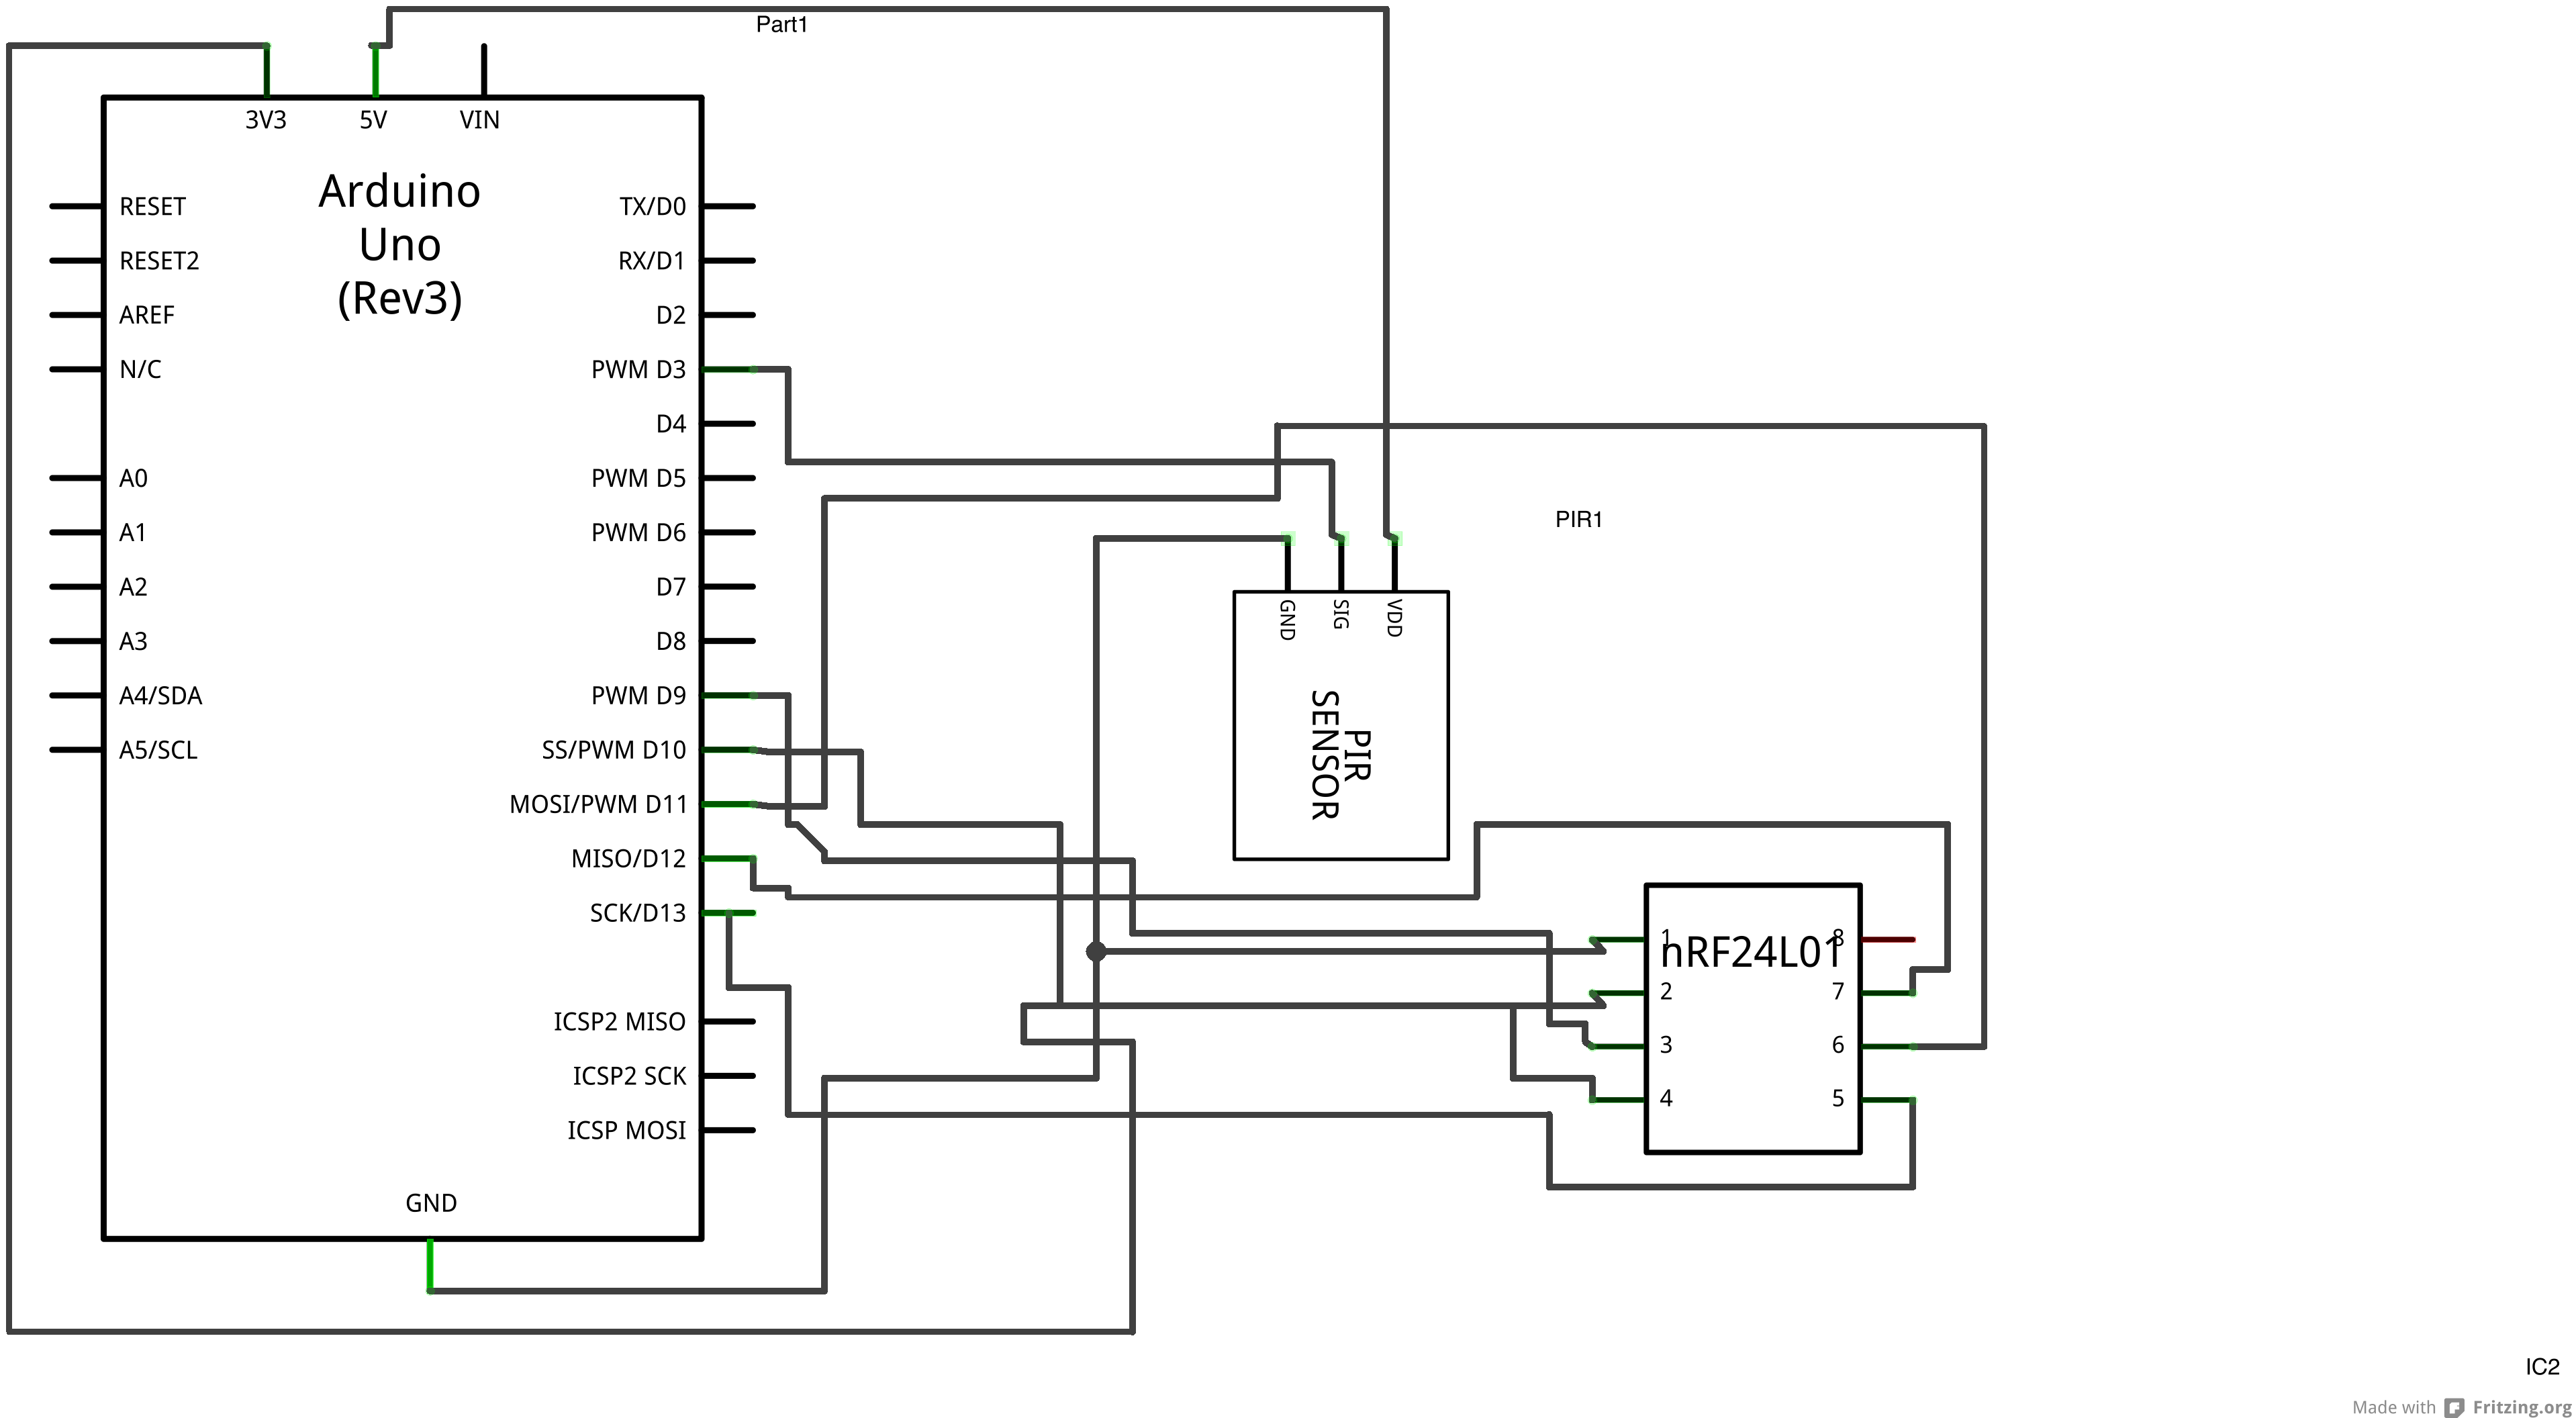 Part1
3V3
5V
VIN
Arduino
Uno
(Rev3)
RESET
RESET2
AREF
N/C
A0
A1
A2
A3
A4/SDA
A5/SCL
TX/D0
RX/D1
D2
PWM D3
D4
PWM D5
PWM D6
D7
D8
PWM D9
SS/PWM D10
MOSI/PWM D11
MISO/D12
SCK/D13
ICSP2 MISO
ICSP2 SCK
ICSP MOSI
GND
PIR1
GND
SIG
VDD
PIR
SENSOR
nRF24L01
1
2
3
4
8
7
6
5
IC2
Made with Fritzing.org